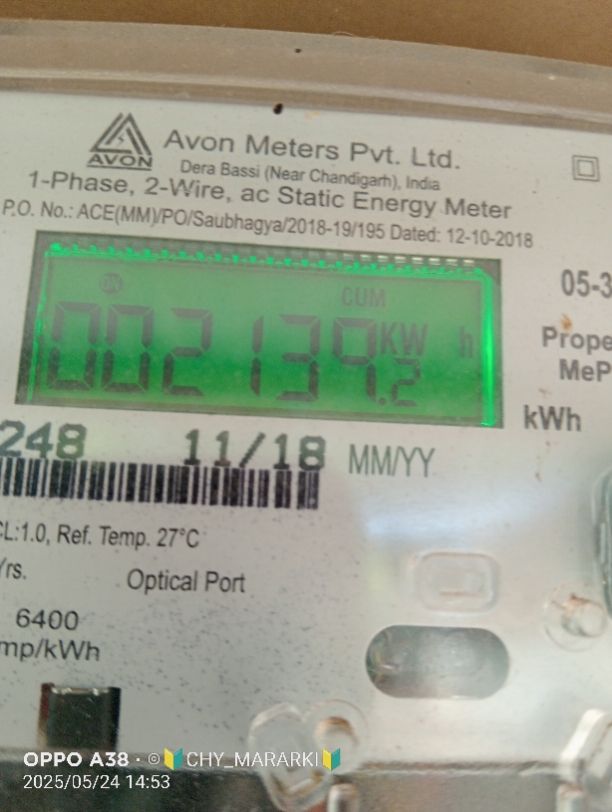 AVON
Avon Meters Pvt. Ltd.
Dera Bassi (Near Chandigarh), India
1-Phase, 2-Wire, ac Static Energy Meter
P.O. No.: ACE(MM)/PO/Saubhagya/2018-19/195 Dated: 12-10-2018
ON
CUM
002139.2 KW h
05-3
Prope
MeP
kWh
248 11/18 MM/YY
CL:1.0, Ref. Temp. 27°C
Yrs. Optical Port
6400
mp/kWh
OPPO A38 · © 🔰CHY_MARARKI🔰
2025/05/24 14:53